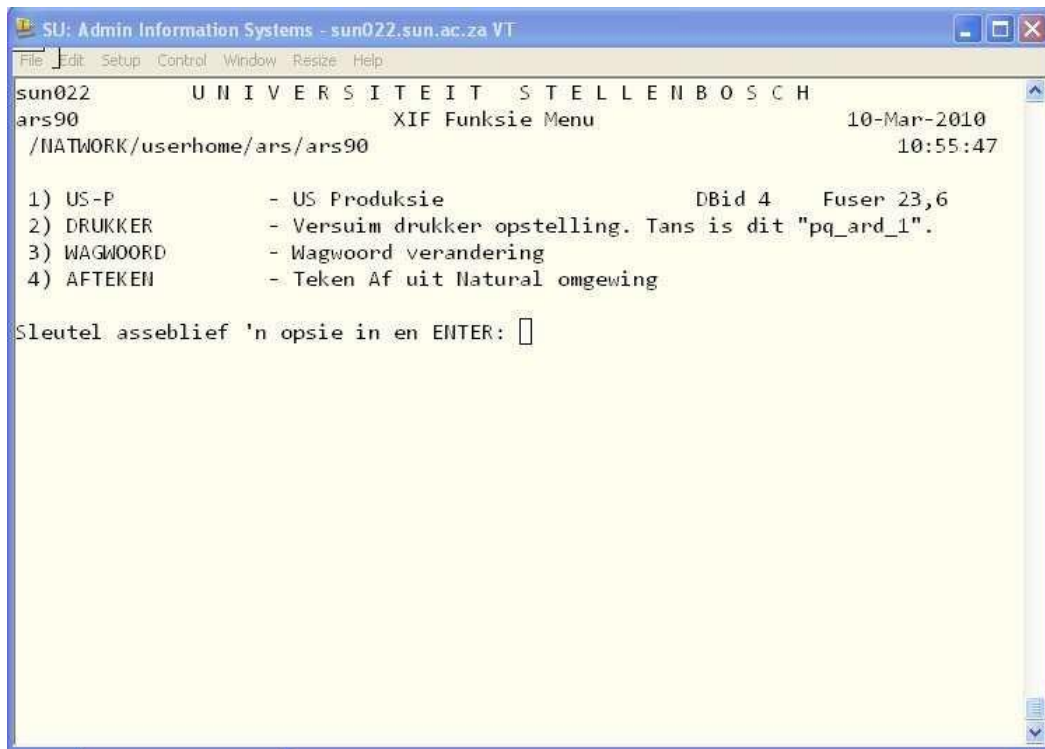 SU: Admin Information Systems - sun022.sun.ac.za VT
File Edit Setup Control Window Resize Help
sun022 U N I V E R S I T E I T S T E L L E N B O S C H
ars90 XIF Funksie Menu 10-Mar-2010
/NATWORK/userhome/ars/ars90 10:55:47
1) US-P - US Produksie DBid 4 Fuser 23,6
2) DRUKKER - Versuim drukker opstelling. Tans is dit "pq_ard_1".
3) WAGWOORD - Wagwoord verandering
4) AFTEKEN - Teken Af uit Natural omgewing
Sleutel asseblief 'n opsie in en ENTER: